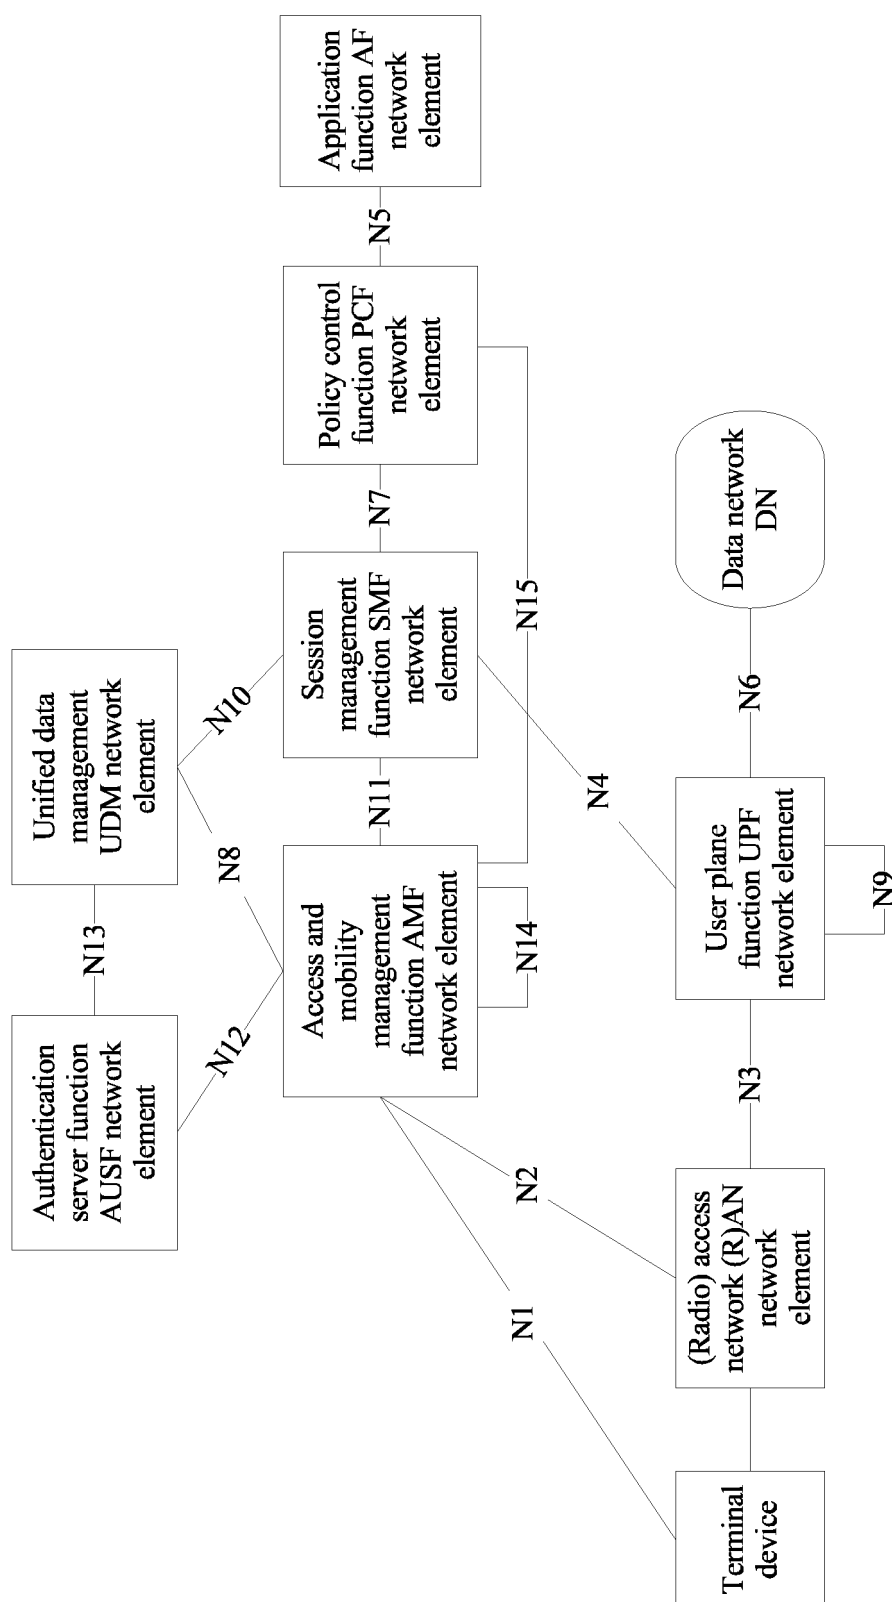 Authentication
server function
AUSF network
element
N13
Unified data
management
UDM network
element
N12
N8
N10
Access and
mobility
management
function AMF
network element
N11
Session
management
function SMF
network
element
N7
Policy control
function PCF
network
element
N5
Application
function AF
network
element
N14
N15
N1
N2
N4
Terminal
device
(Radio) access
network (R)AN
network
element
N3
User plane
function UPF
network element
N6
Data network
DN
N9